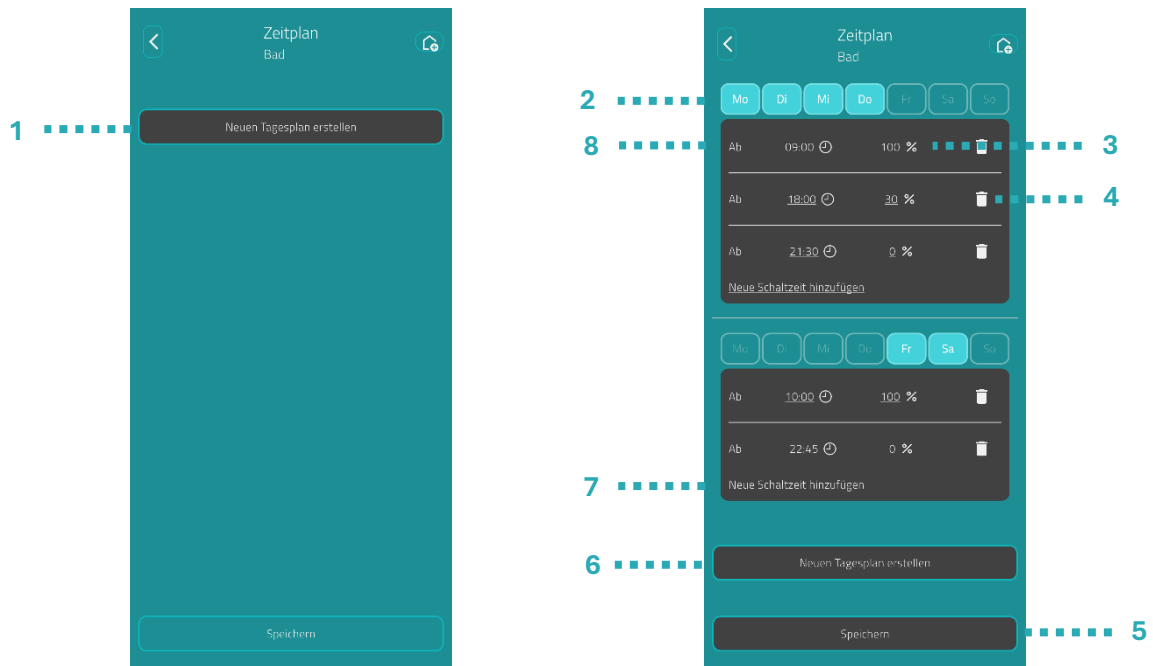 Zeitplan
Bad
1
Neuen Tagesplan erstellen
Speichern
Zeitplan
Bad
2
Mo Di Mi Do Fr Sa So
8
Ab 09:00 100 %
3
Ab 18:00 30 %
4
Ab 21:30 0 %
Neue Schaltzeit hinzufügen
Mo Di Mi Do Fr Sa So
Ab 10:00 100 %
Ab 22:45 0 %
7
Neue Schaltzeit hinzufügen
6
Neuen Tagesplan erstellen
Speichern
5